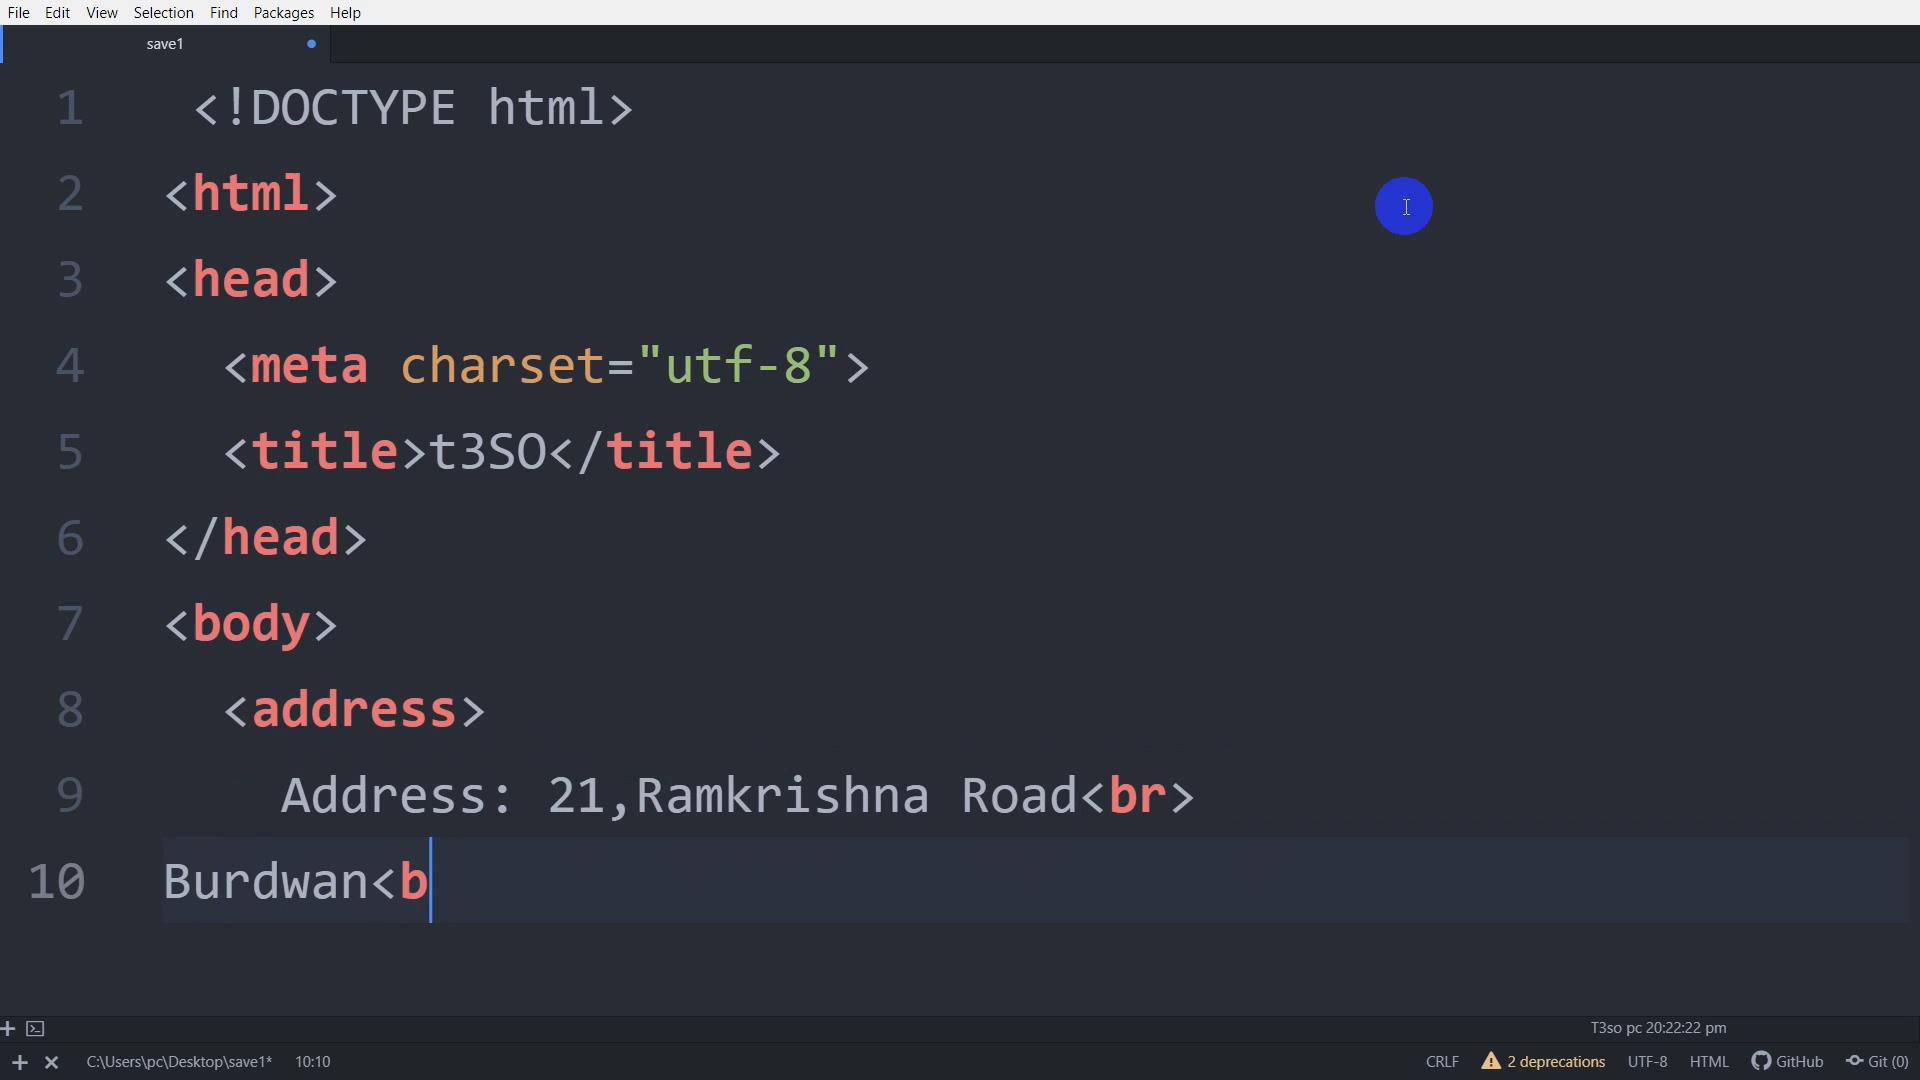 File Edit View Selection Find Packages Help
save1
1 <!DOCTYPE html>
2 <html>
3 <head>
4 <meta charset="utf-8">
5 <title>t3SO</title>
6 </head>
7 <body>
8 <address>
9 Address: 21,Ramkrishna Road<br>
10 Burdwan<b
T3so pc 20:22:22 pm
C:\Users\pc\Desktop\save1* 10:10 CRLF 2 deprecations UTF-8 HTML GitHub Git (0)